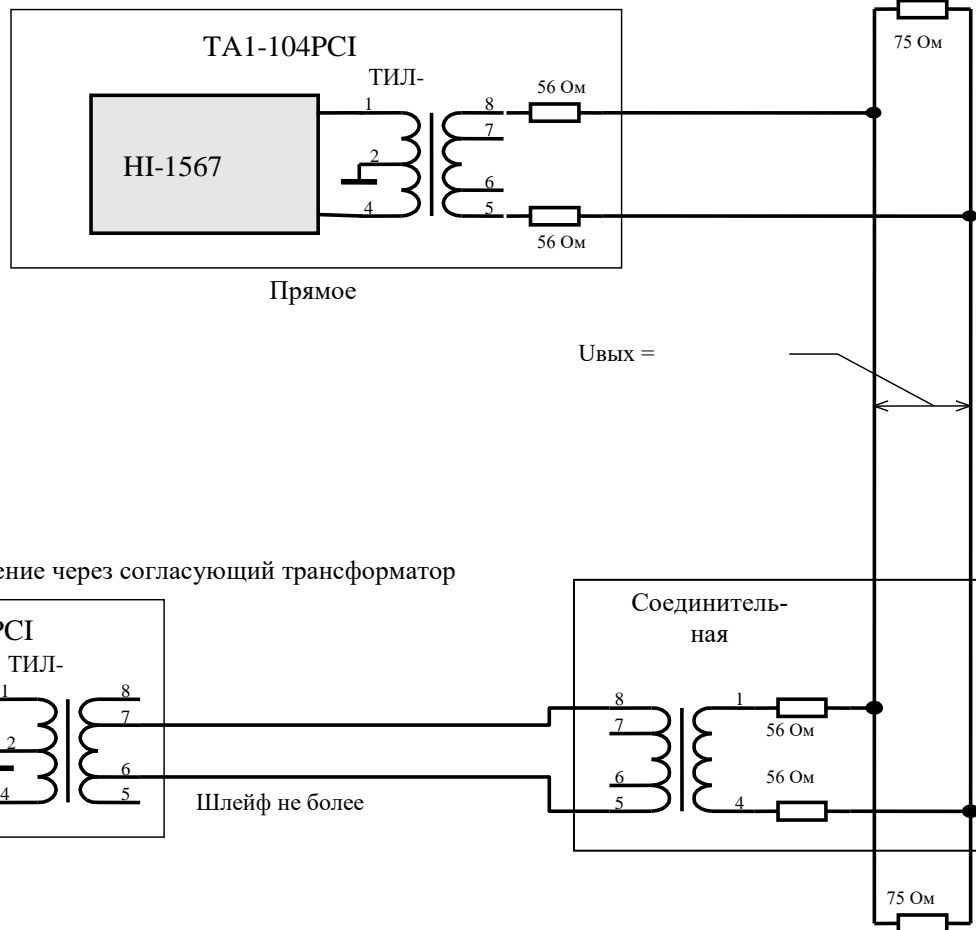 75 Ом
TA1-104PCI
ТИЛ-
56 Ом
1
8
7
HI-1567
2
6
4
5
56 Ом
Прямое
Uвых =
ение через согласующий трансформатор
Соединитель-
ная
PCI
ТИЛ-
1
8
7
2
6
4
5
Шлейф не более
8
1
7
56 Ом
6
56 Ом
5
4
75 Ом